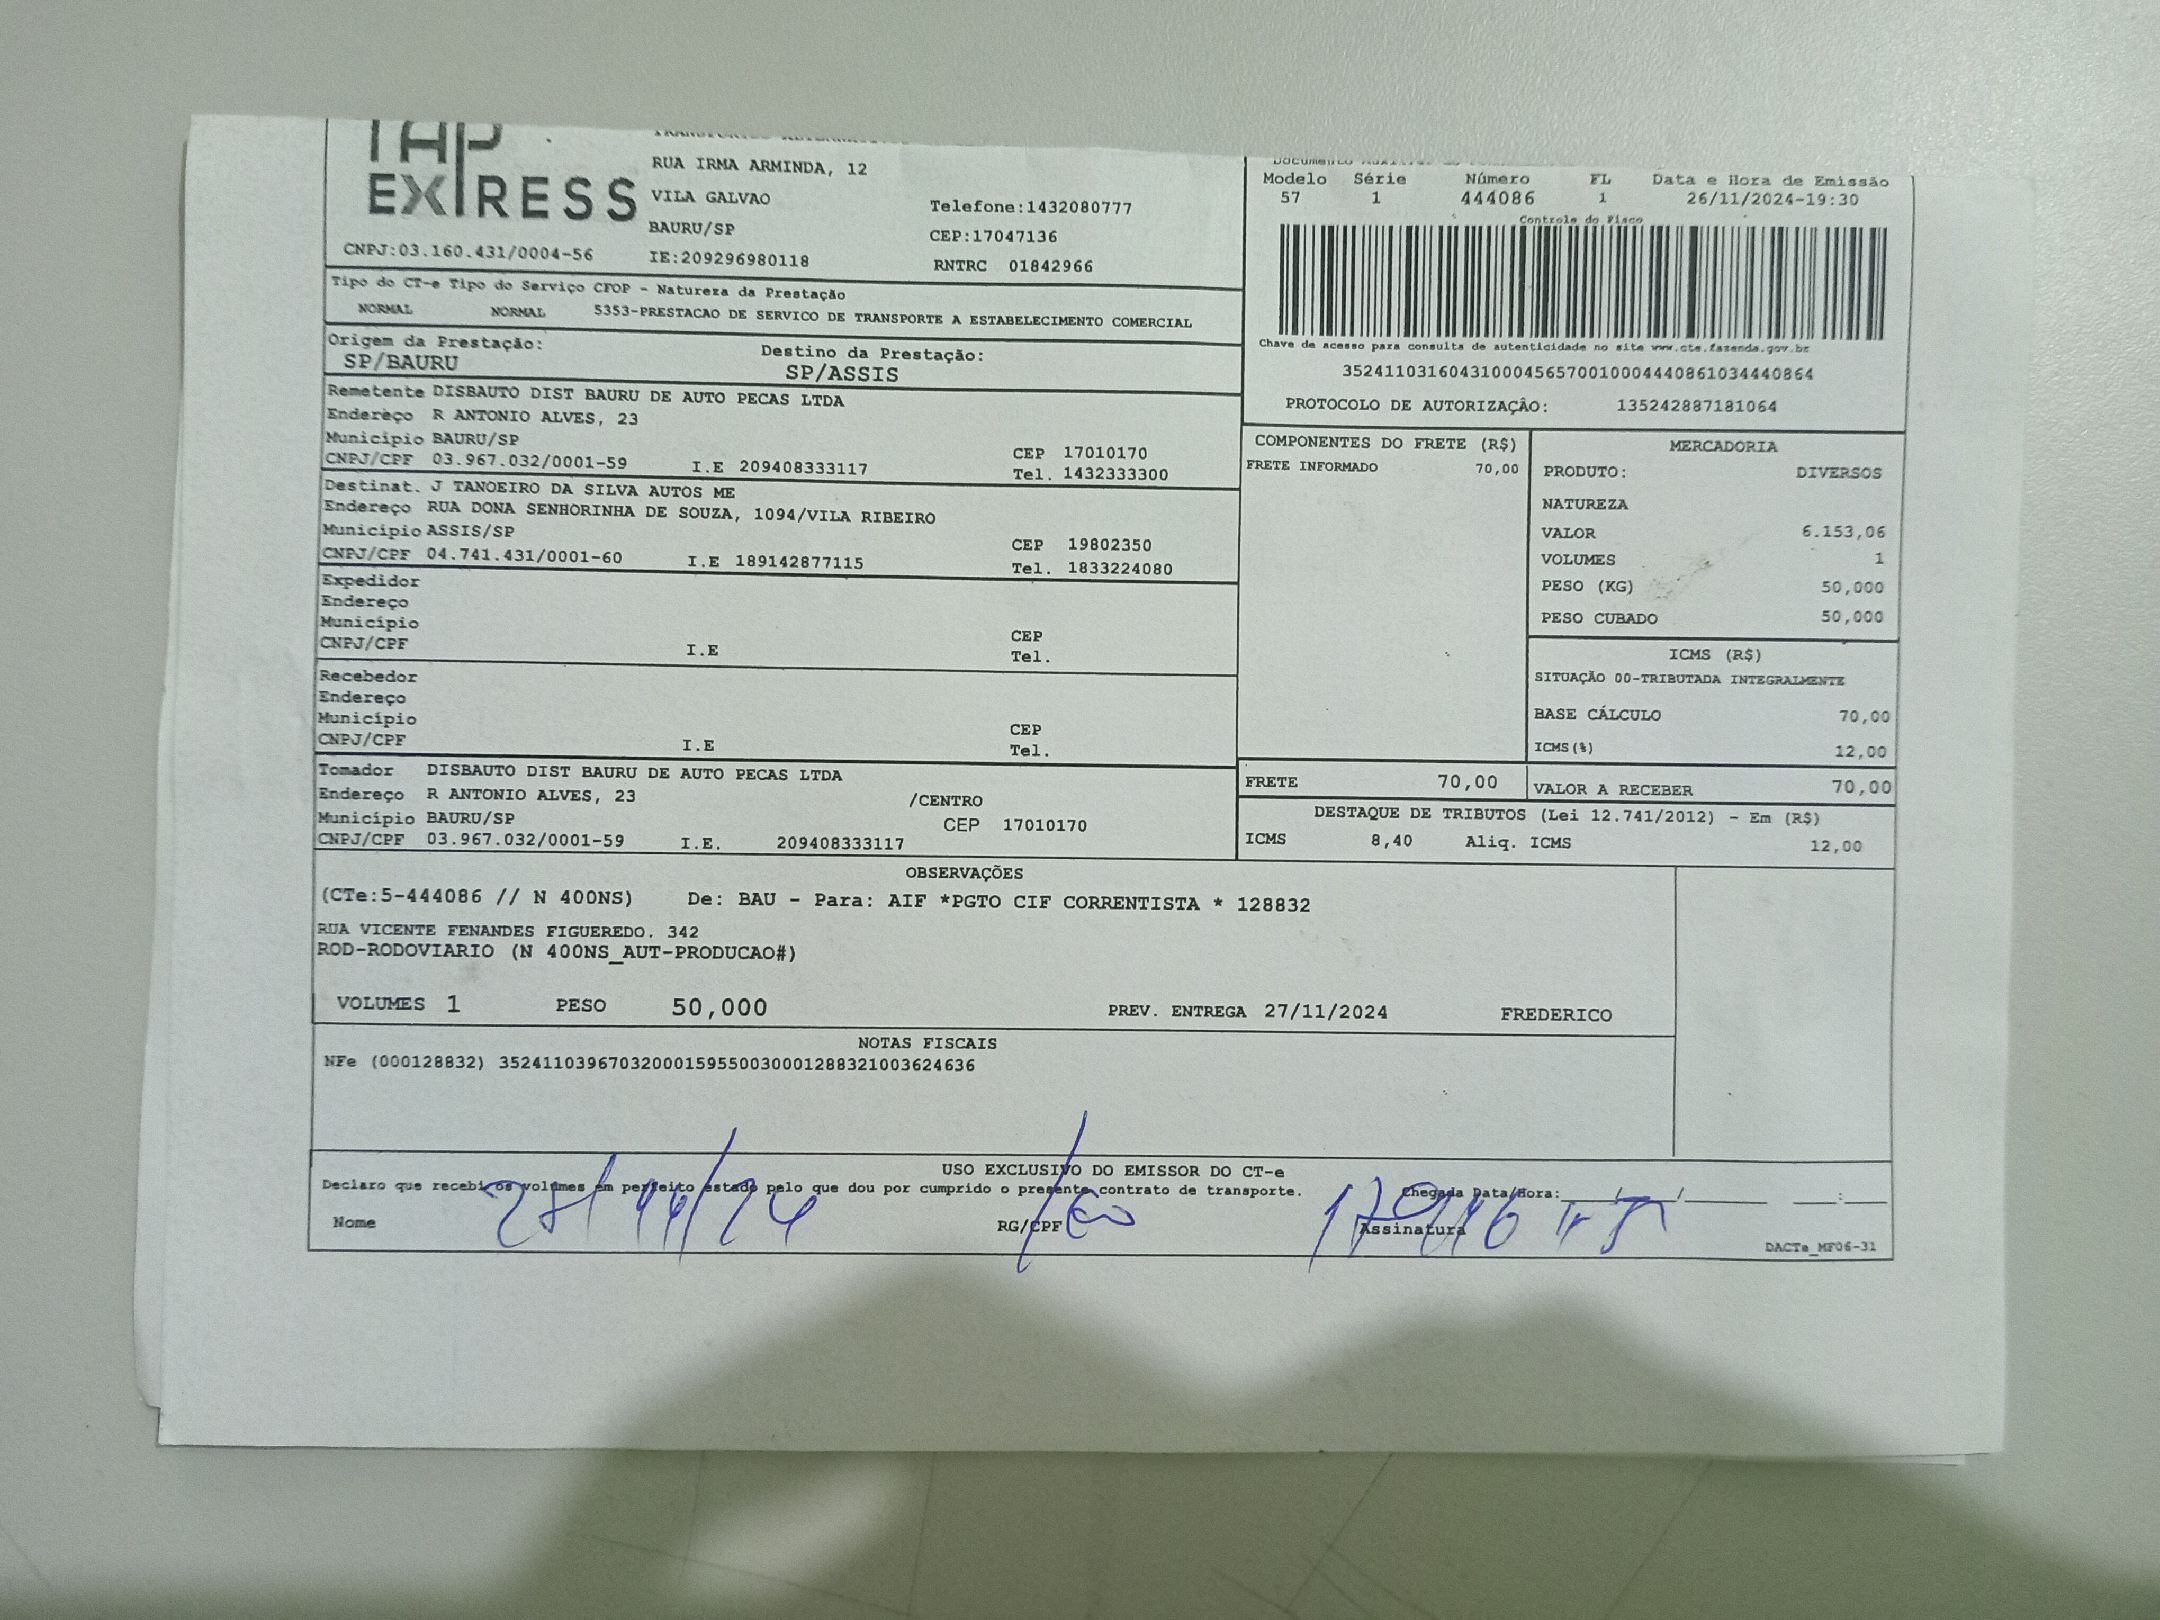 TAP
EXPRESS
RUA IRMA ARMINDA, 12
VILA GALVAO
BAURU/SP
IE:209296980118
Telefone:1432080777
CEP:17047136
RNTRC 01842966
CNPJ:03.160.431/0004-56
Modelo Série Número FL Data e Hora de Emissão
57 1 444086 1 26/11/2024-19:30
Controle do Fisco
Chave de acesso para consulta de autenticidade no site www.cte.fazenda.gov.br
35241103160431000456570010004440861034440864
PROTOCOLO DE AUTORIZAÇÂO: 135242887181064
Tipo do CT-e Tipo do Serviço CFOP - Natureza da Prestação
NORMAL NORMAL 5353-PRESTACAO DE SERVICO DE TRANSPORTE A ESTABELECIMENTO COMERCIAL
Origem da Prestação: Destino da Prestação:
SP/BAURU SP/ASSIS
Remetente DISBAUTO DIST BAURU DE AUTO PECAS LTDA
Endereço R ANTONIO ALVES, 23
Município BAURU/SP CEP 17010170
CNPJ/CPF 03.967.032/0001-59 I.E 209408333117 Tel. 1432333300
Destinat. J TANOEIRO DA SILVA AUTOS ME
Endereço RUA DONA SENHORINHA DE SOUZA, 1094/VILA RIBEIRO
Município ASSIS/SP CEP 19802350
CNPJ/CPF 04.741.431/0001-60 I.E 189142877115 Tel. 1833224080
Expedidor
Endereço
Município CEP
CNPJ/CPF I.E Tel.
Recebedor
Endereço
Município CEP
CNPJ/CPF I.E Tel.
Tomador DISBAUTO DIST BAURU DE AUTO PECAS LTDA
Endereço R ANTONIO ALVES, 23 /CENTRO
Município BAURU/SP CEP 17010170
CNPJ/CPF 03.967.032/0001-59 I.E. 209408333117
COMPONENTES DO FRETE (R$)
FRETE INFORMADO 70,00
MERCADORIA
PRODUTO: DIVERSOS
NATUREZA
VALOR 6.153,06
VOLUMES 1
PESO (KG) 50,000
PESO CUBADO 50,000
ICMS (R$)
SITUAÇÃO 00-TRIBUTADA INTEGRALMENTE
BASE CÁLCULO 70,00
ICMS(%) 12,00
FRETE 70,00 VALOR A RECEBER 70,00
DESTAQUE DE TRIBUTOS (Lei 12.741/2012) - Em (R$)
ICMS 8,40 Aliq. ICMS 12,00
OBSERVAÇÕES
(CTe:5-444086 // N 400NS) De: BAU - Para: AIF *PGTO CIF CORRENTISTA * 128832
RUA VICENTE FENANDES FIGUEREDO. 342
ROD-RODOVIARIO (N 400NS_AUT-PRODUCAO#)
VOLUMES 1 PESO 50,000 PREV. ENTREGA 27/11/2024 FREDERICO
NOTAS FISCAIS
NFe (000128832) 35241103967032000159550030001288321003624636
USO EXCLUSIVO DO EMISSOR DO CT-e
Declaro que recebi os volumes em perfeito estado pelo que dou por cumprido o presente contrato de transporte. Chegada Data/Hora:____/____/______ ___:___
Nome RG/CPF Assinatura
DACTe_MF06-31